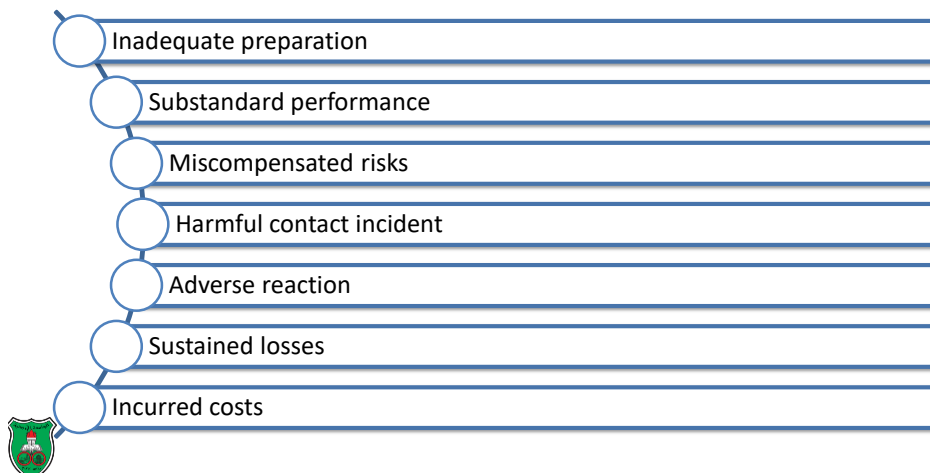 Inadequate preparation
Substandard performance
Miscompensated risks
Harmful contact incident
Adverse reaction
Sustained losses
Incurred costs